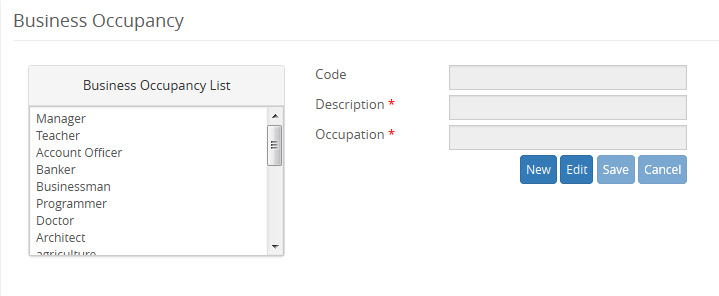 Business Occupancy
Business Occupancy List
Manager
Teacher
Account Officer
Banker
Businessman
Programmer
Doctor
Architect
agriculture
Code
Description *
Occupation *
New Edit Save Cancel